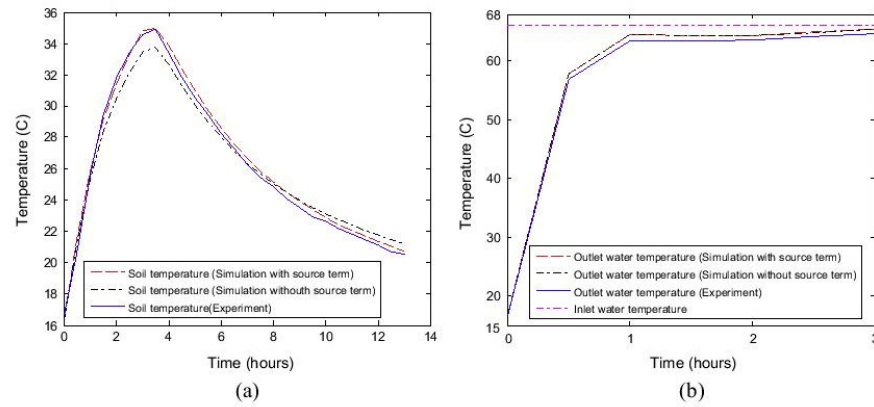 36
34
32
30
28
26
24
22
20
18
16
Temperature (C)
Soil temperature (Simulation with source term)
Soil temperature (Simulation withouth source term)
Soil temperature(Experiment)
0 2 4 6 8 10 12 14
Time (hours)
(a)
68
60
50
40
30
20
15
Temperature (C)
Outlet water temperature (Simulation with source term)
Outlet water temperature (Simulation without source term)
Outlet water temperature (Experiment)
Inlet water temperature
0 1 2 3
Time (hours)
(b)